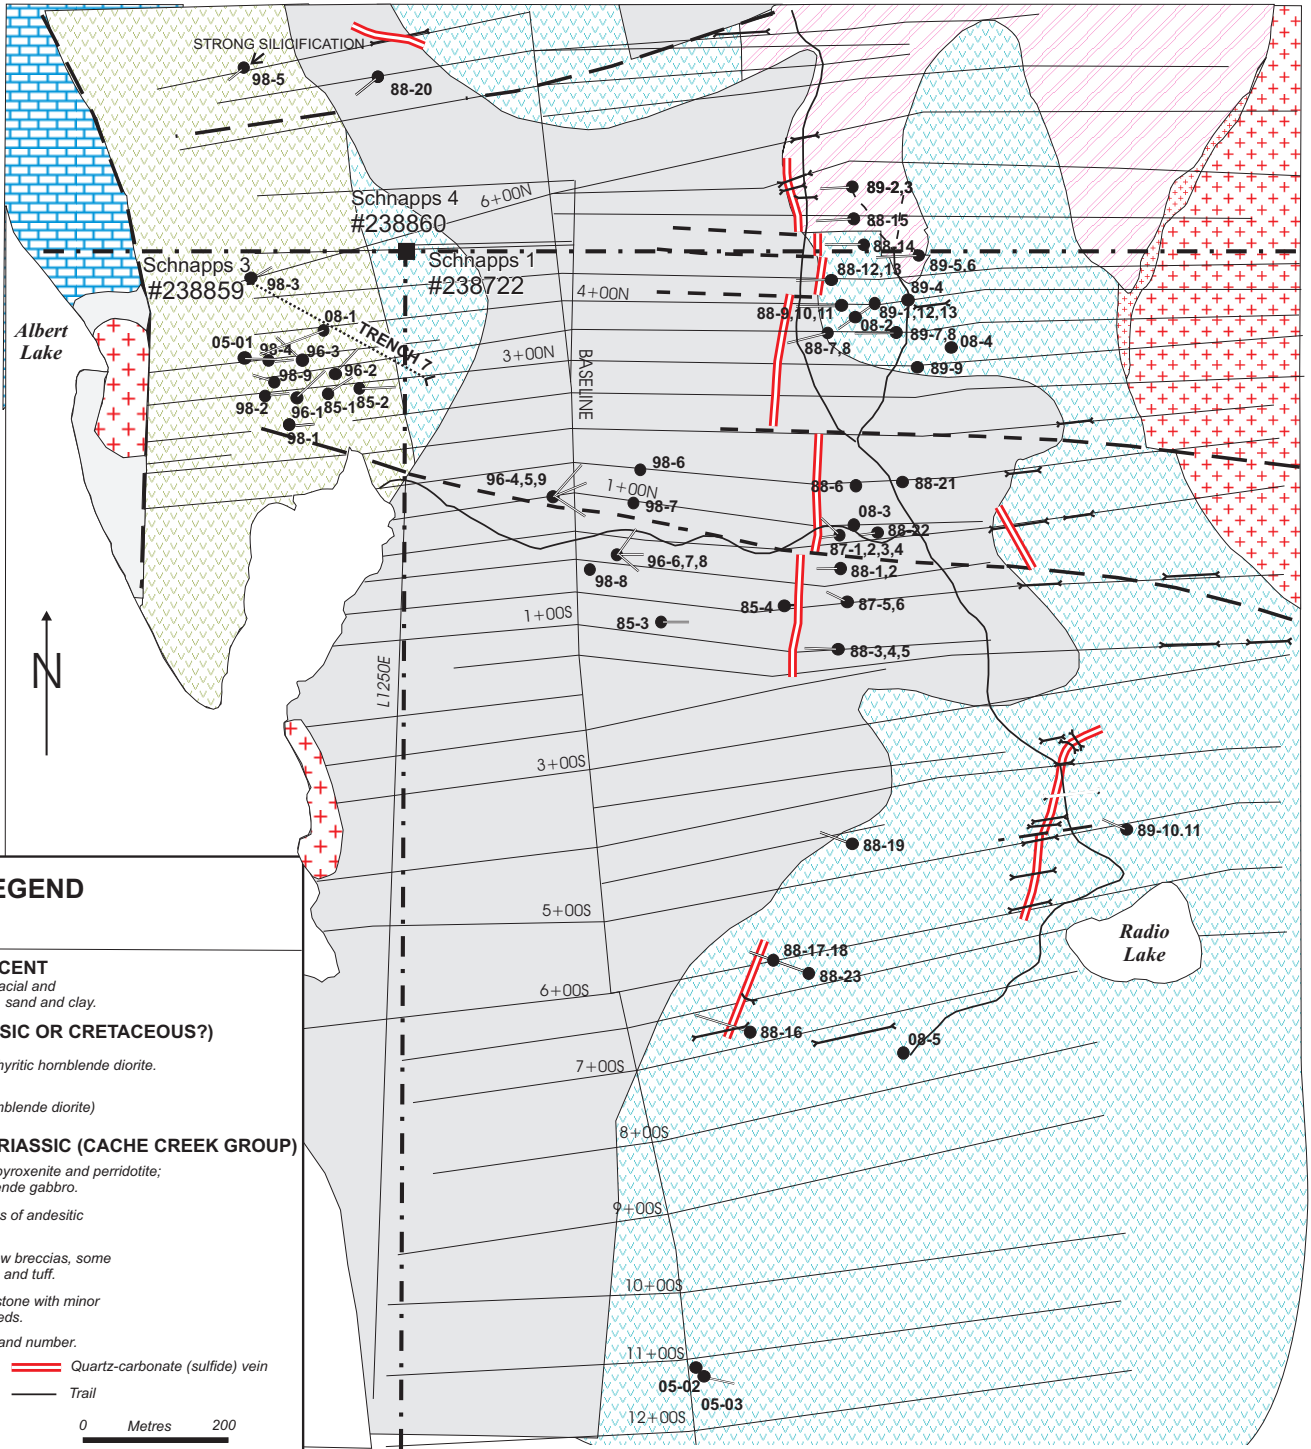 STRONG SILICIFICATION
98-5
88-20
6+00N
89-2,3
Schnapps 4
#238860
88-15
88-14
Schnapps 3
#238859
Schnapps 1
#238722
98-3
88-12,13
89-5,6
4+00N
89-4
88-9,10,11
89-1,12,13
08-1
08-2
Albert
Lake
TRENCH 7
05-01
98-4
96-3
3+00N
88-7,8
89-7,8
08-4
BASELINE
98-9
96-2
89-9
98-2
96-1
85-1
85-2
98-1
98-6
96-4,5,9
1+00N
98-7
88-6
88-21
08-3
88-22
87-1,2,3,4
96-6,7,8
98-8
88-1,2
85-4
87-5,6
1+00S
85-3
88-3,4,5
N
L1250E
3+00S
88-19
89-10.11
EGEND
5+00S
Radio
Lake
88-17.18
88-23
CENT
acial and
sand and clay.
6+00S
SIC OR CRETACEOUS?)
88-16
08-5
hyritic hornblende diorite.
7+00S
nblende diorite)
8+00S
RIASSIC (CACHE CREEK GROUP)
pyroxenite and perridotite;
ende gabbro.
9+00S
s of andesitic
w breccias, some
and tuff.
10+00S
stone with minor
eds.
and number.
11+00S
Quartz-carbonate (sulfide) vein
05-02
Trail
05-03
12+00S
0 Metres 200